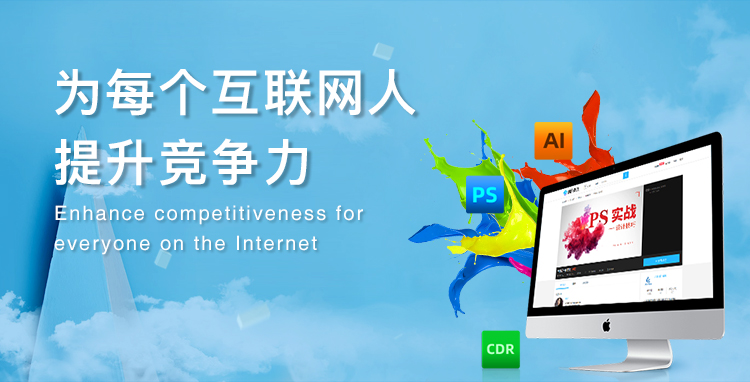 为每个互联网人
提升竞争力
Enhance competitiveness for
everyone on the Internet
AI
PS
PS 实战
CDR